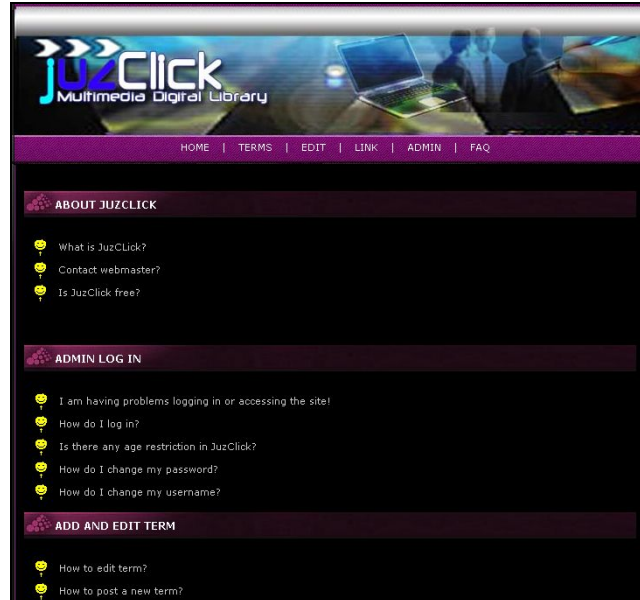 juzClick
Multimedia Digital Library
HOME | TERMS | EDIT | LINK | ADMIN | FAQ
ABOUT JUZCLICK
What is JuzCLick?
Contact webmaster?
Is JuzClick free?
ADMIN LOG IN
I am having problems logging in or accessing the site!
How do I log in?
Is there any age restriction in JuzClick?
How do I change my password?
How do I change my username?
ADD AND EDIT TERM
How to edit term?
How to post a new term?